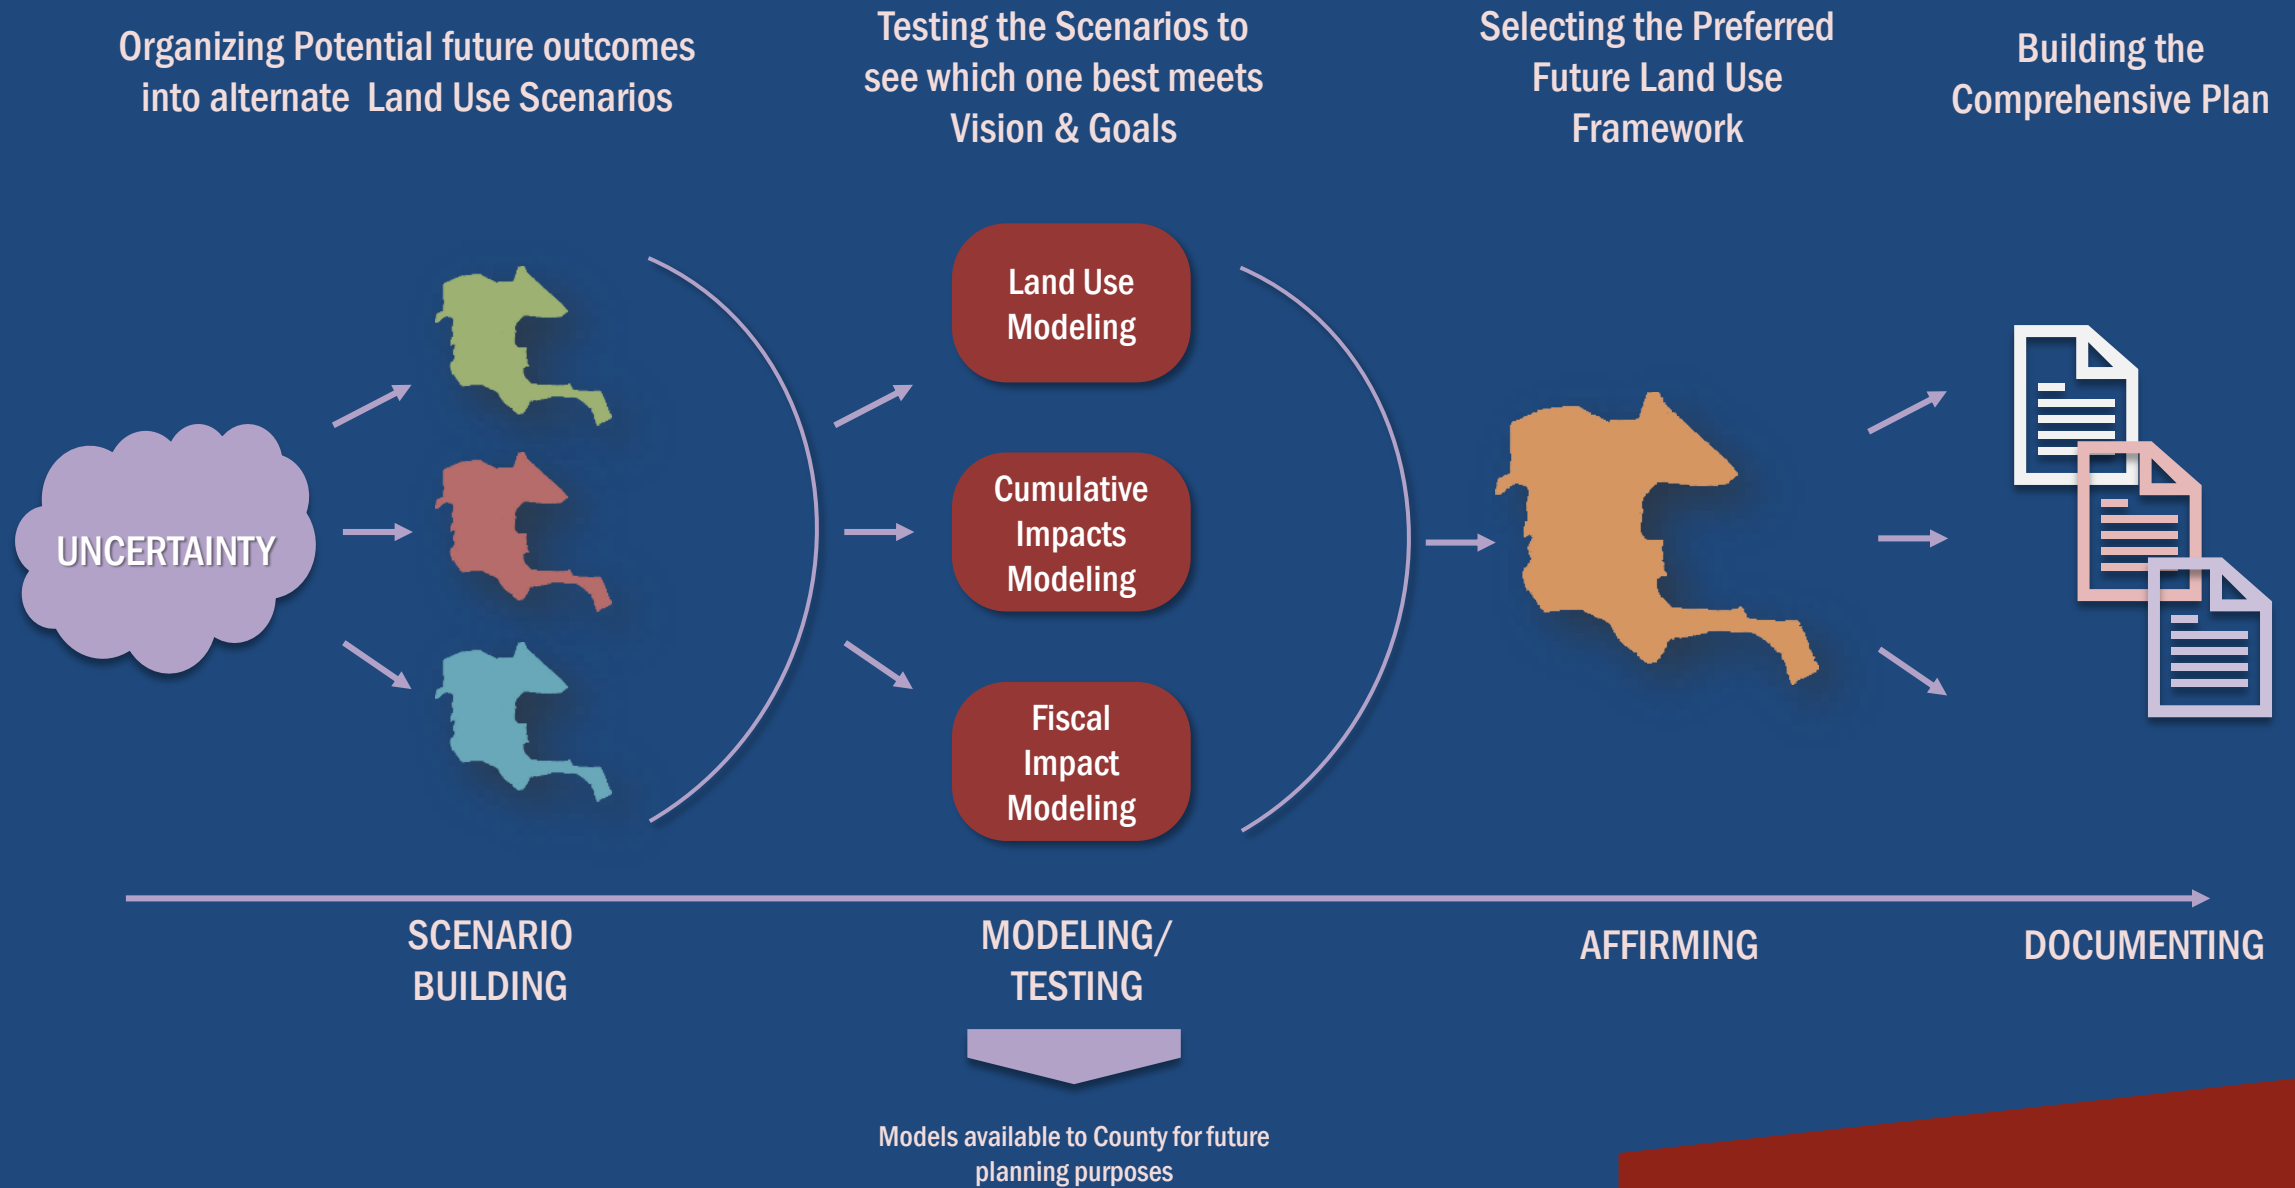 Organizing Potential future outcomes
into alternate  Land Use Scenarios
Testing the Scenarios to
see which one best meets
Vision & Goals
Selecting the Preferred
Future Land Use
Framework
Building the
Comprehensive Plan
UNCERTAINTY
Land Use
Modeling
Cumulative
Impacts
Modeling
Fiscal
Impact
Modeling
SCENARIO
BUILDING
MODELING/
TESTING
AFFIRMING
DOCUMENTING
Models available to County for future
planning purposes